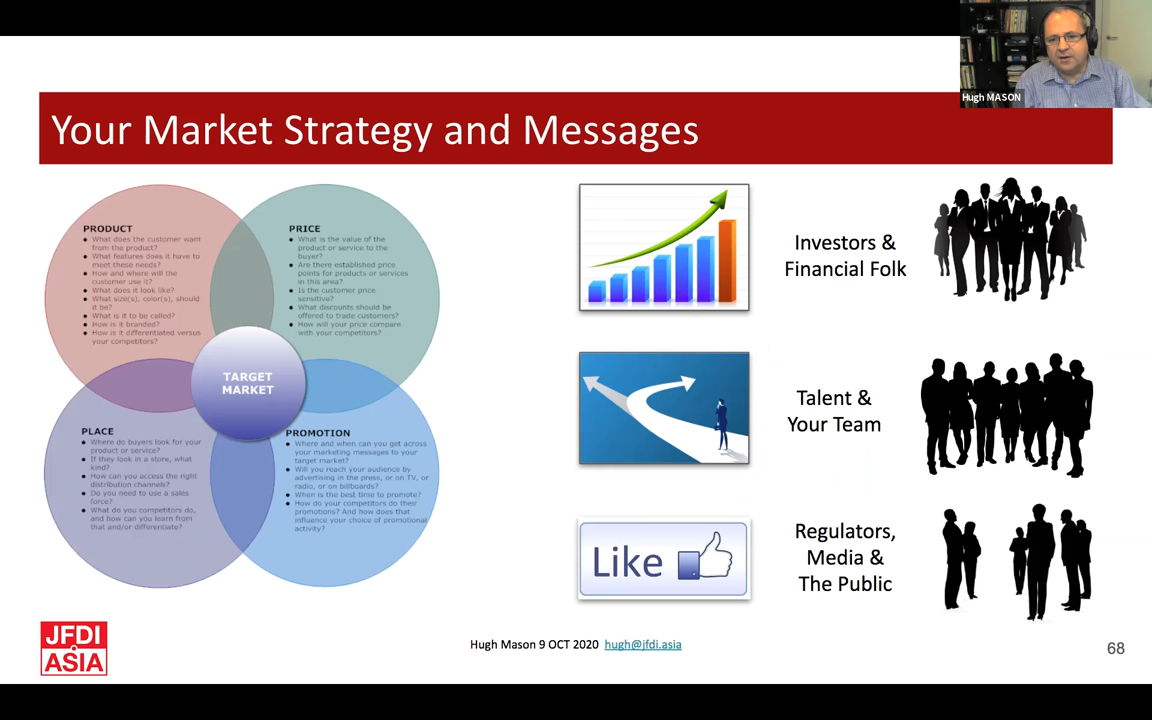 Hugh MASON
Your Market Strategy and Messages
PRODUCT
● What does the customer want
from the product?
● What features does it have to
meet these needs?
● How and where will the
customer use it?
● What does it look like?
● What size(s), color(s), should
it be?
● What is it to be called?
● How is it branded?
● How is it differentiated versus
your competitors?
PRICE
● What is the value of the
product or service to the
buyer?
● Are there established price
points for products or services
in this area?
● Is the customer price
sensitive?
● What discounts should be
offered to trade customers?
● How will your price compare
with your competitors?
TARGET
MARKET
PLACE
● Where do buyers look for your
product or service?
● If they look in a store, what
kind?
● How can you access the right
distribution channels?
● Do you need to use a sales
force?
● What do you competitors do,
and how can you learn from
that and/or differentiate?
PROMOTION
● Where and when can you get across
your marketing messages to your
target market?
● Will you reach your audience by
advertising in the press, or on TV, or
radio, or on billboards?
● When is the best time to promote?
● How do your competitors do their
promotions? And how does that
influence your choice of promotional
activity?
Investors &
Financial Folk
Talent &
Your Team
Like
Regulators,
Media &
The Public
JFDI
ASIA
Hugh Mason 9 OCT 2020 hugh@jfdi.asia
68